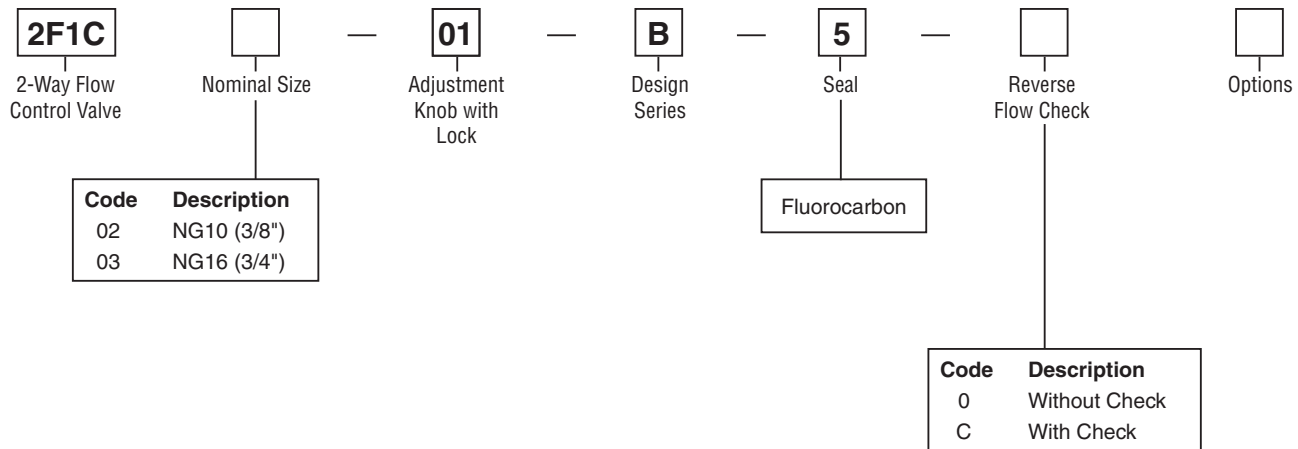 2F1C — 01 — B — 5 —
2-Way Flow
Control Valve
Nominal Size
Adjustment
Knob with
Lock
Design
Series
Seal
Reverse
Flow Check
Options
Code Description
02 NG10 (3/8")
03 NG16 (3/4")
Fluorocarbon
Code Description
0 Without Check
C With Check